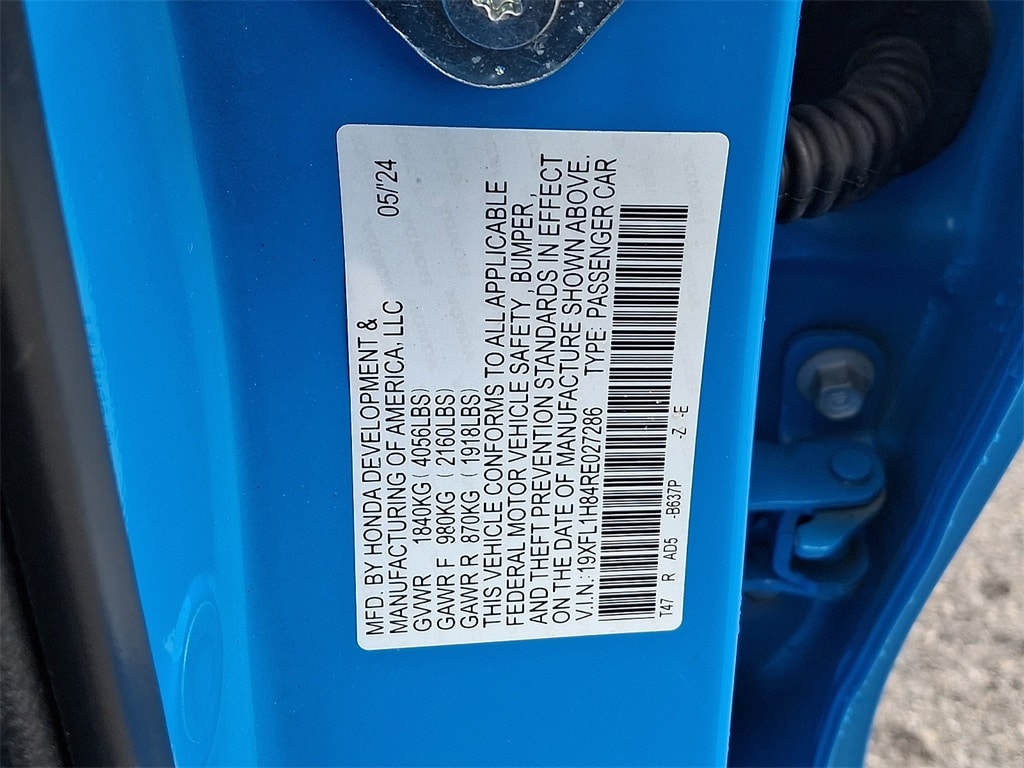 MFD. BY HONDA DEVELOPMENT & 05/'24
MANUFACTURING OF AMERICA, LLC
GVWR 1840KG ( 4056LBS)
GAWR F 980KG ( 2160LBS)
GAWR R 870KG ( 1918LBS)
THIS VEHICLE CONFORMS TO ALL APPLICABLE
FEDERAL MOTOR VEHICLE SAFETY, BUMPER,
AND THEFT PREVENTION STANDARDS IN EFFECT
ON THE DATE OF MANUFACTURE SHOWN ABOVE.
V.I.N.: 19XFL1H84RE027286 TYPE: PASSENGER CAR
T47 R AD5 -B637P -Z -E